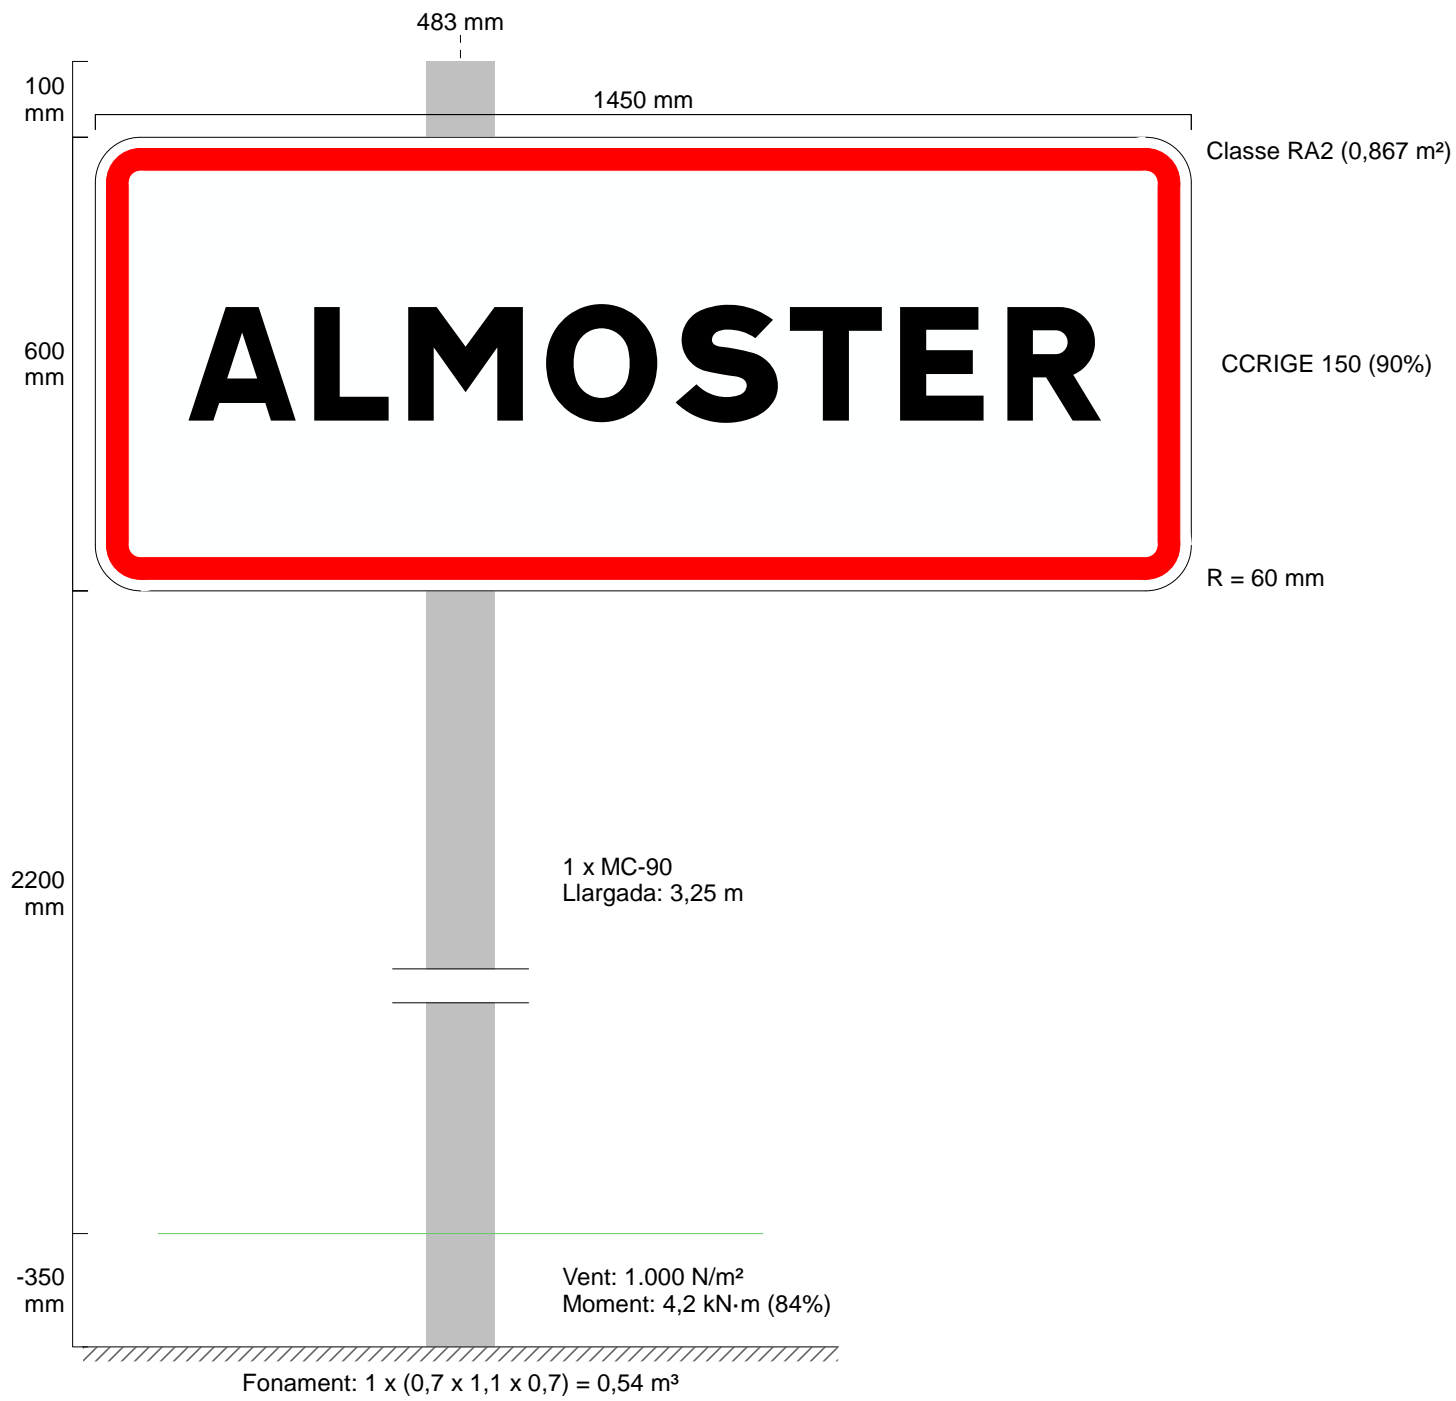 483 mm
100
mm
1450 mm
Classe RA2 (0,867 m²)
600
mm
ALMOSTER
CCRIGE 150 (90%)
R = 60 mm
2200
mm
1 x MC-90
Llargada: 3,25 m
-350
mm
Vent: 1.000 N/m²
Moment: 4,2 kN·m (84%)
Fonament: 1 x (0,7 x 1,1 x 0,7) = 0,54 m³